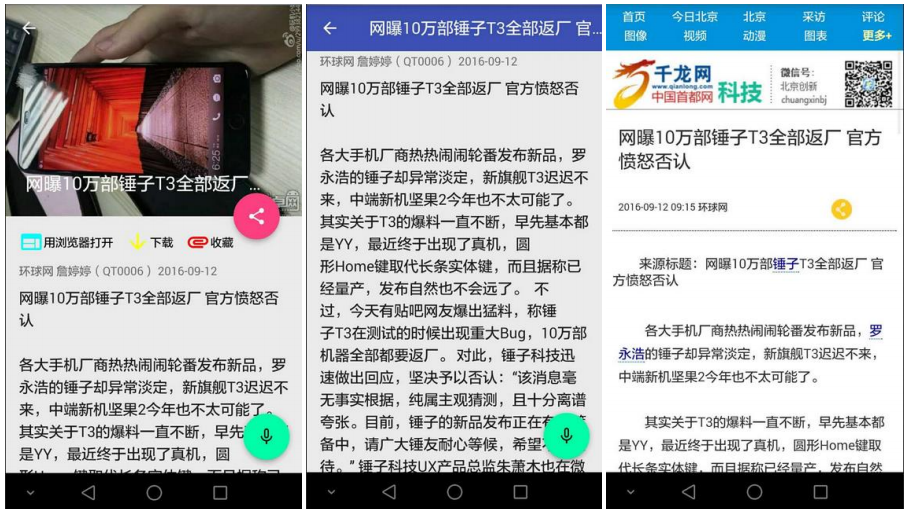 网曝10万部锤子T3全部返厂...
用浏览器打开 下载 收藏
环球网 詹婷婷（QT0006）2016-09-12
网曝10万部锤子T3全部返厂 官方愤怒否
认
各大手机厂商热热闹闹轮番发布新品，罗
永浩的锤子却异常淡定，新旗舰T3迟迟不
来，中端新机坚果2今年也不太可能了。
其实关于T3的爆料一直不断，早先
是YY，最近终于出现了真机，圆
网曝10万部锤子T3全部返厂 官...
环球网 詹婷婷（QT0006）2016-09-12
网曝10万部锤子T3全部返厂 官方愤怒否
认
各大手机厂商热热闹闹轮番发布新品，罗
永浩的锤子却异常淡定，新旗舰T3迟迟不
来，中端新机坚果2今年也不太可能了。
其实关于T3的爆料一直不断，早先基本都
是YY，最近终于出现了真机，圆
形Home键取代长条实体键，而且据称已
经量产，发布自然也不会远了。 不
过，今天有贴吧网友爆出猛料，称锤
子T3在测试的时候出现重大Bug，10万部
机器全部都要返厂。对此，锤子科技迅
速做出回应，坚决予以否认：“该消息毫
无事实根据，纯属主观猜测，且十分离谱
夸张。目前，锤子的新品发布正在
备中，请广大锤友耐心等候，希望
待。”锤子科技UX产品总监朱萧木也在微
首页 今日北京 北京 采访 评论
图像 视频 动漫 图表 更多+
千龙网
www.qianlong.com
中国首都网
科技
微信号：
北京创新
chuangxinbj
网曝10万部锤子T3全部返厂 官方
愤怒否认
2016-09-12 09:15 环球网
来源标题：网曝10万部锤子T3全部返厂 官
方愤怒否认
各大手机厂商热热闹闹轮番发布新品，罗
永浩的锤子却异常淡定，新旗舰T3迟迟不来，
中端新机坚果2今年也不太可能了。
其实关于T3的爆料一直不断，早先基本都
是YY，最近终于出现了真机，圆形Home键取
代长条实体键，而且据称已经量产，发布自然